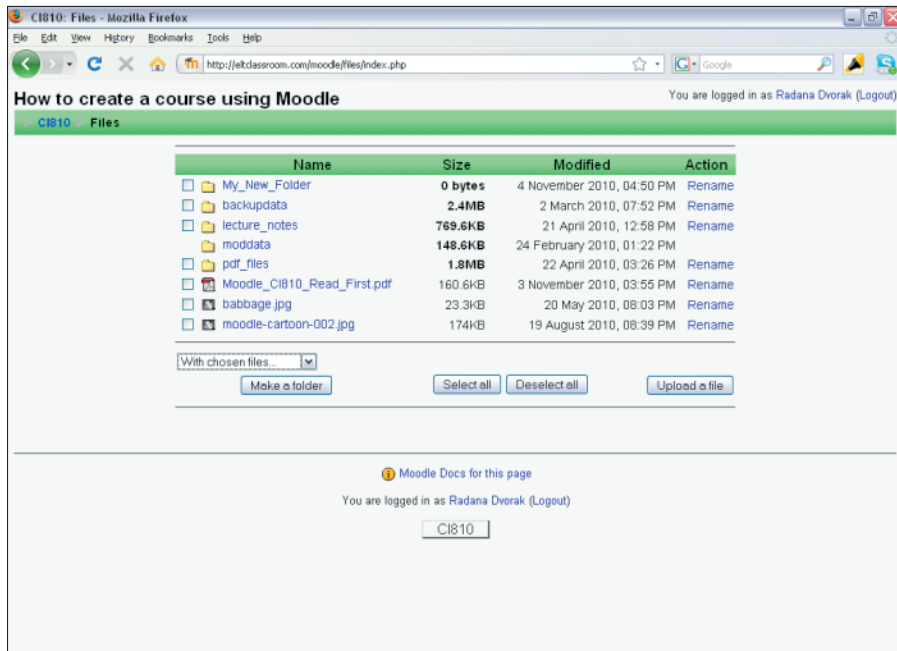 CI810: Files - Mozilla Firefox
File Edit View History Bookmarks Tools Help
http://eltclassroom.com/moodle/files/index.php
Google
How to create a course using Moodle
You are logged in as Radana Dvorak (Logout)
CI810 Files
Name Size Modified Action
My_New_Folder 0 bytes 4 November 2010, 04:50 PM Rename
backupdata 2.4MB 2 March 2010, 07:52 PM Rename
lecture_notes 769.6KB 21 April 2010, 12:58 PM Rename
moddata 148.6KB 24 February 2010, 01:22 PM
pdf_files 1.8MB 22 April 2010, 03:26 PM Rename
Moodle_CI810_Read_First.pdf 160.6KB 3 November 2010, 03:55 PM Rename
babbage.jpg 23.3KB 20 May 2010, 08:03 PM Rename
moodle-cartoon-002.jpg 174KB 19 August 2010, 08:39 PM Rename
With chosen files...
Make a folder Select all Deselect all Upload a file
Moodle Docs for this page
You are logged in as Radana Dvorak (Logout)
CI810